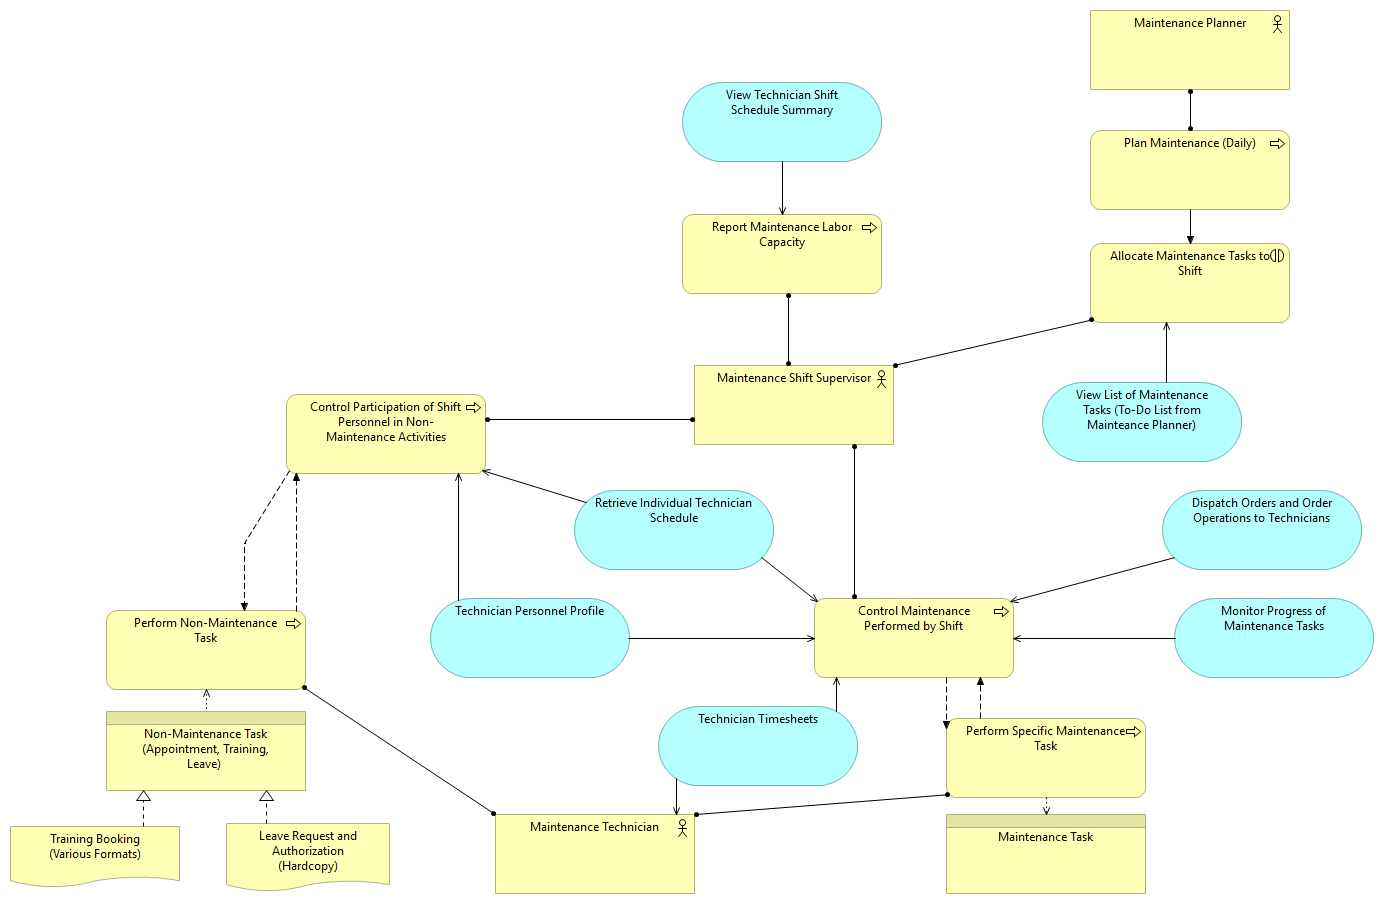 Maintenance Planner
View Technician Shift
Schedule Summary
Plan Maintenance (Daily)
Report Maintenance Labor
Capacity
Allocate Maintenance Tasks to
Shift
Maintenance Shift Supervisor
View List of Maintenance
Tasks (To-Do List from
Mainteance Planner)
Control Participation of Shift
Personnel in Non-
Maintenance Activities
Retrieve Individual Technician
Schedule
Dispatch Orders and Order
Operations to Technicians
Technician Personnel Profile
Control Maintenance
Performed by Shift
Monitor Progress of
Maintenance Tasks
Perform Non-Maintenance
Task
Technician Timesheets
Perform Specific Maintenance
Task
Non-Maintenance Task
(Appointment, Training,
Leave)
Maintenance Technician
Maintenance Task
Training Booking
(Various Formats)
Leave Request and
Authorization
(Hardcopy)